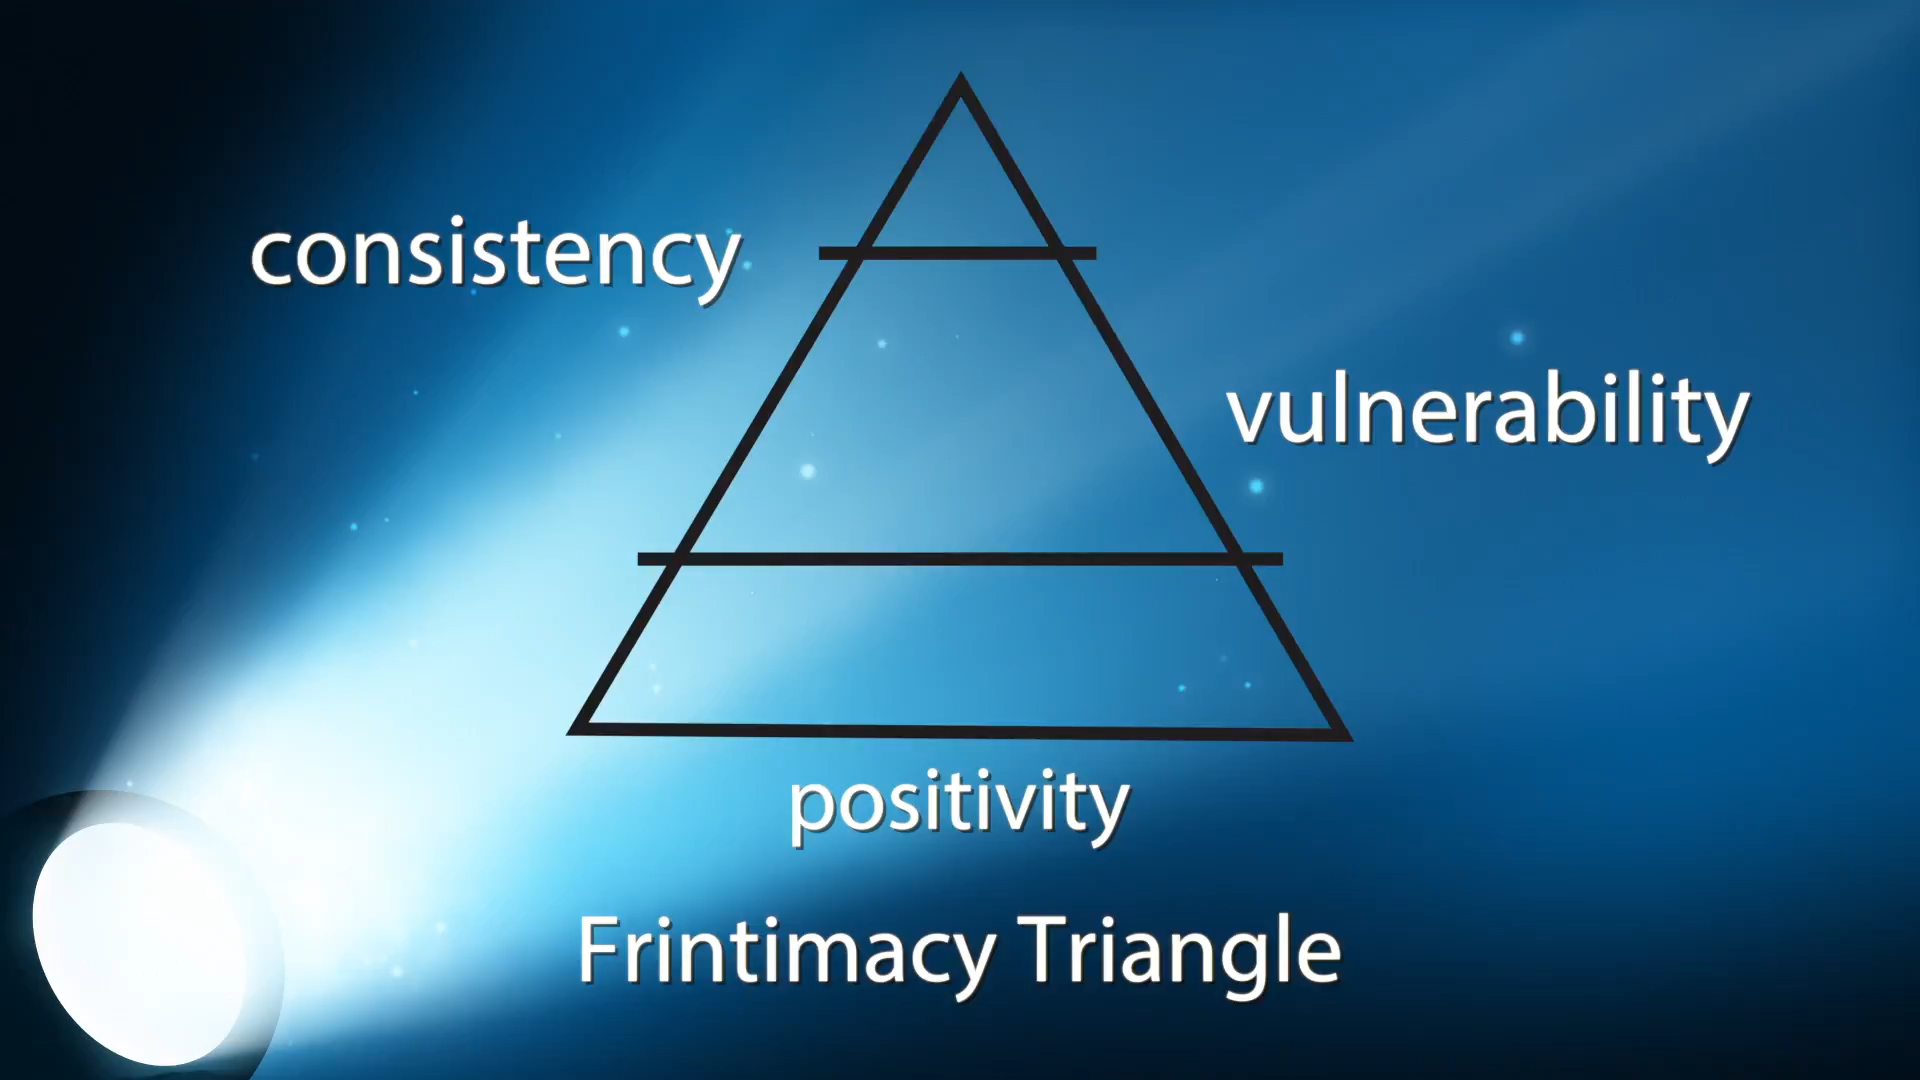 consistency
vulnerability
positivity
Frintimacy Triangle